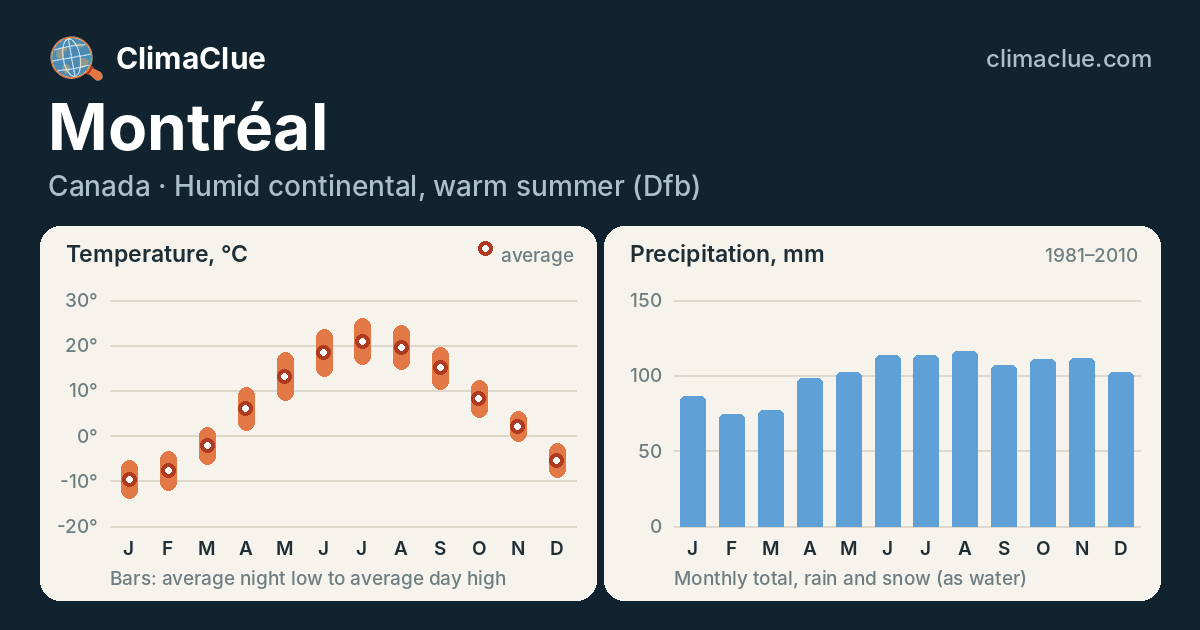 ClimaClue
climaclue.com
Montréal
Canada · Humid continental, warm summer (Dfb)
Temperature, °C
average
30°
20°
10°
0°
-10°
-20°
J F M A M J J A S O N D
Bars: average night low to average day high
Precipitation, mm
1981–2010
150
100
50
0
J F M A M J J A S O N D
Monthly total, rain and snow (as water)